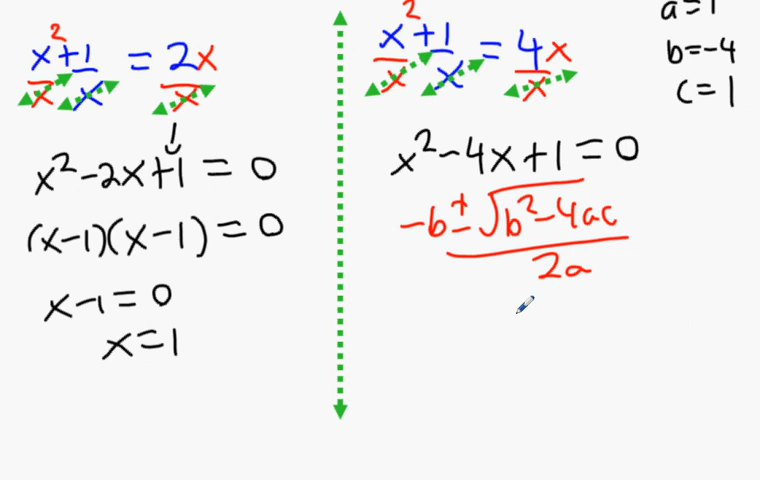 x²+1/x = 2x
x x x
x²-2x+1 = 0
(x-1)(x-1) = 0
x-1 = 0
x=1
x²+1/x = 4x
x x x
x²-4x+1 = 0
-b ± √b²-4ac
2a
a=1
b=-4
c=1